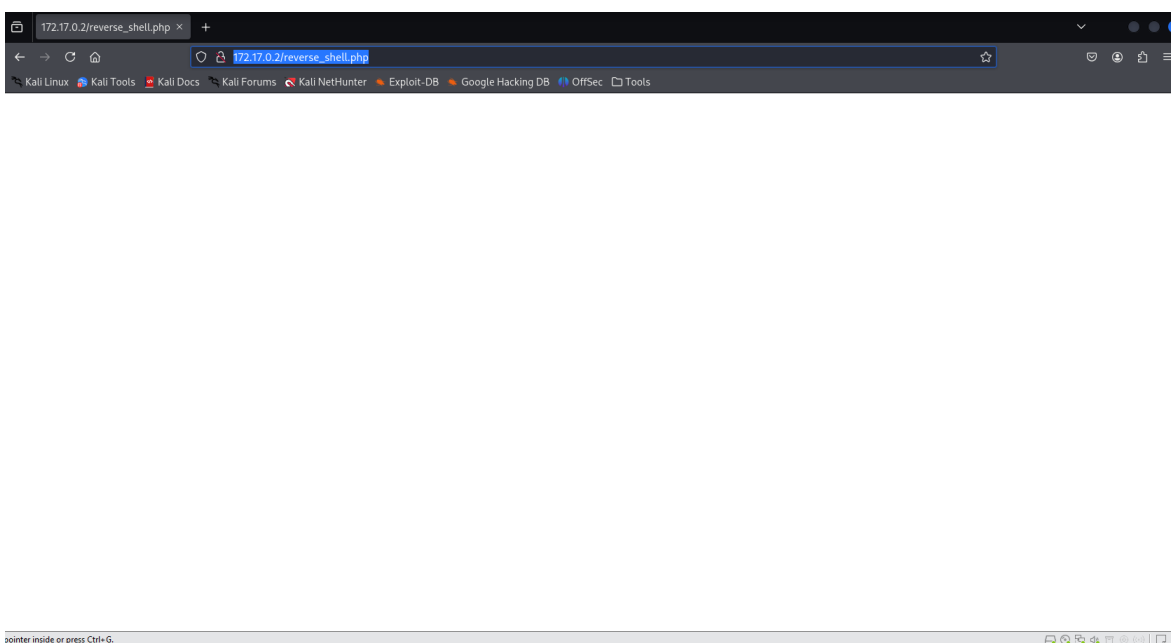 172.17.0.2/reverse_shell.php
172.17.0.2/reverse_shell.php
Kali Linux Kali Tools Kali Docs Kali Forums Kali NetHunter Exploit-DB Google Hacking DB OffSec Tools
pointer inside or press Ctrl+G.